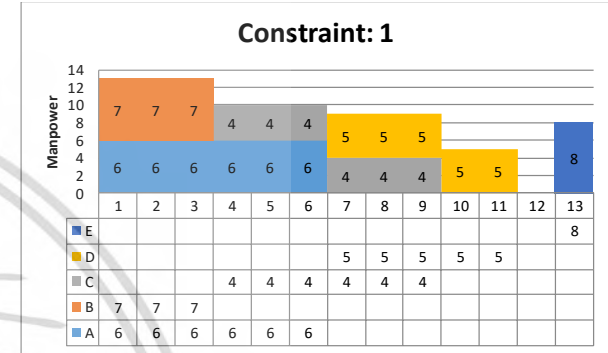 Constraint: 1
Manpower
14
12
10
8
6
4
2
0
7 7 7 4 4 4 5 5 5
6 6 6 6 6 6 4 4 4 5 5 8
1 2 3 4 5 6 7 8 9 10 11 12 13
E 8
D 5 5 5 5 5
C 4 4 4 4 4 4
B 7 7 7
A 6 6 6 6 6 6